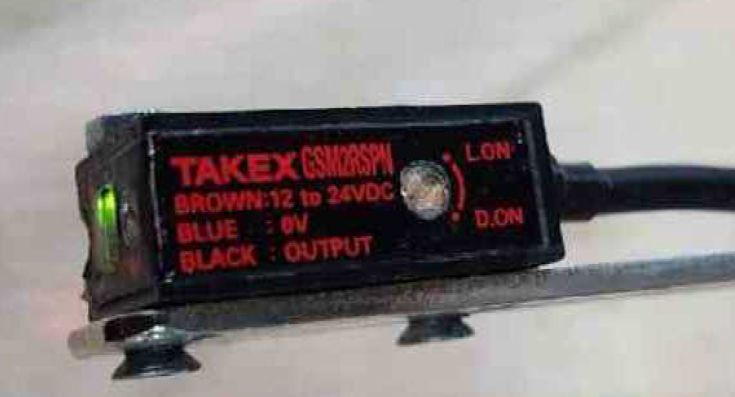 TAKEX GSM2RSPN
BROWN:12 to 24VDC
BLUE : 0V
BLACK : OUTPUT
L.ON
D.ON